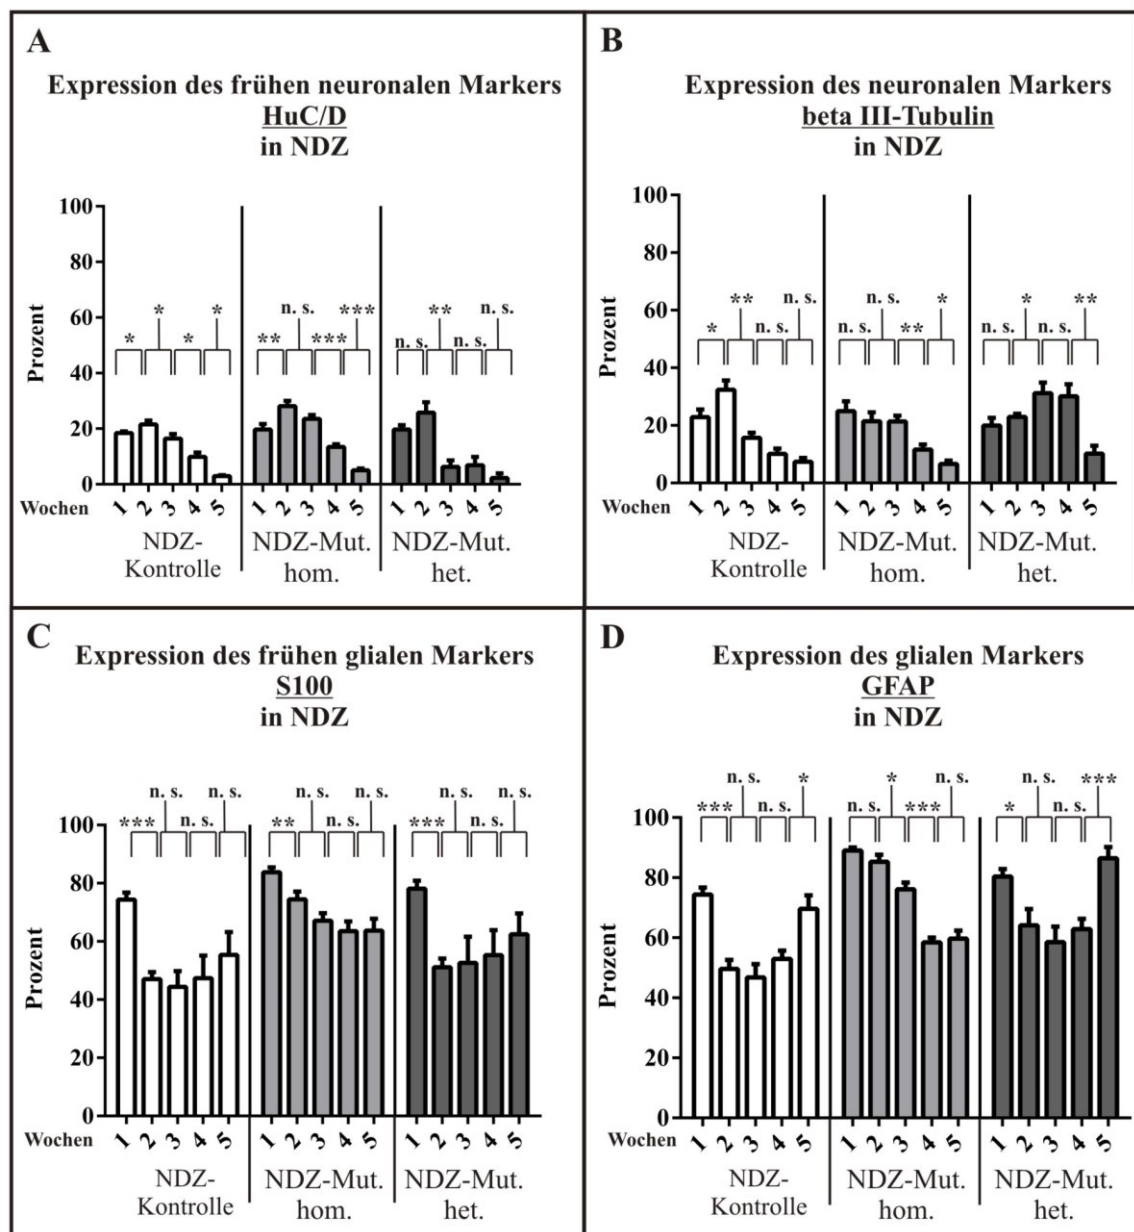 A
Expression des frühen neuronalen Markers
HuC/D
in NDZ
Prozent
100
80
60
40
20
0
* * * *
** n. s. *** ***
n. s. ** n. s. n. s.
Wochen 1 2 3 4 5 1 2 3 4 5 1 2 3 4 5
NDZ-Kontrolle
NDZ-Mut. hom.
NDZ-Mut. het.
B
Expression des neuronalen Markers
beta III-Tubulin
in NDZ
Prozent
100
80
60
40
20
0
* ** n. s. n. s.
n. s. n. s. ** *
n. s. * n. s. **
Wochen 1 2 3 4 5 1 2 3 4 5 1 2 3 4 5
NDZ-Kontrolle
NDZ-Mut. hom.
NDZ-Mut. het.
C
Expression des frühen glialen Markers
S100
in NDZ
Prozent
100
80
60
40
20
0
*** n. s. n. s. n. s.
** n. s. n. s. n. s.
*** n. s. n. s. n. s.
Wochen 1 2 3 4 5 1 2 3 4 5 1 2 3 4 5
NDZ-Kontrolle
NDZ-Mut. hom.
NDZ-Mut. het.
D
Expression des glialen Markers
GFAP
in NDZ
Prozent
100
80
60
40
20
0
*** n. s. n. s. *
n. s. * *** n. s.
* n. s. n. s. ***
Wochen 1 2 3 4 5 1 2 3 4 5 1 2 3 4 5
NDZ-Kontrolle
NDZ-Mut. hom.
NDZ-Mut. het.